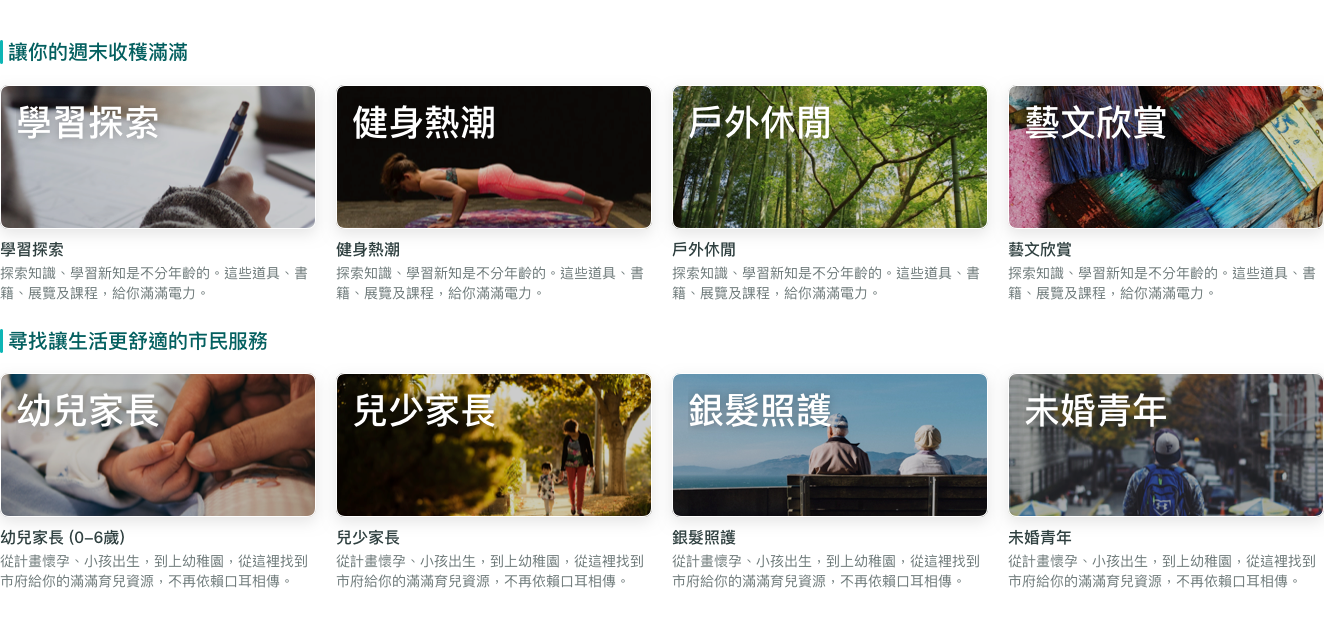 讓你的週末收穫滿滿
學習探索
健身熱潮
戶外休閒
藝文欣賞
學習探索
探索知識、學習新知是不分年齡的。這些道具、書
籍、展覽及課程，給你滿滿電力。
健身熱潮
探索知識、學習新知是不分年齡的。這些道具、書
籍、展覽及課程，給你滿滿電力。
戶外休閒
探索知識、學習新知是不分年齡的。這些道具、書
籍、展覽及課程，給你滿滿電力。
藝文欣賞
探索知識、學習新知是不分年齡的。這些道具、書
籍、展覽及課程，給你滿滿電力。
尋找讓生活更舒適的市民服務
幼兒家長
兒少家長
銀髮照護
未婚青年
幼兒家長 (0–6歲)
從計畫懷孕、小孩出生，到上幼稚園，從這裡找到
市府給你的滿滿育兒資源，不再依賴口耳相傳。
兒少家長
從計畫懷孕、小孩出生，到上幼稚園，從這裡找到
市府給你的滿滿育兒資源，不再依賴口耳相傳。
銀髮照護
從計畫懷孕、小孩出生，到上幼稚園，從這裡找到
市府給你的滿滿育兒資源，不再依賴口耳相傳。
未婚青年
從計畫懷孕、小孩出生，到上幼稚園，從這裡找到
市府給你的滿滿育兒資源，不再依賴口耳相傳。